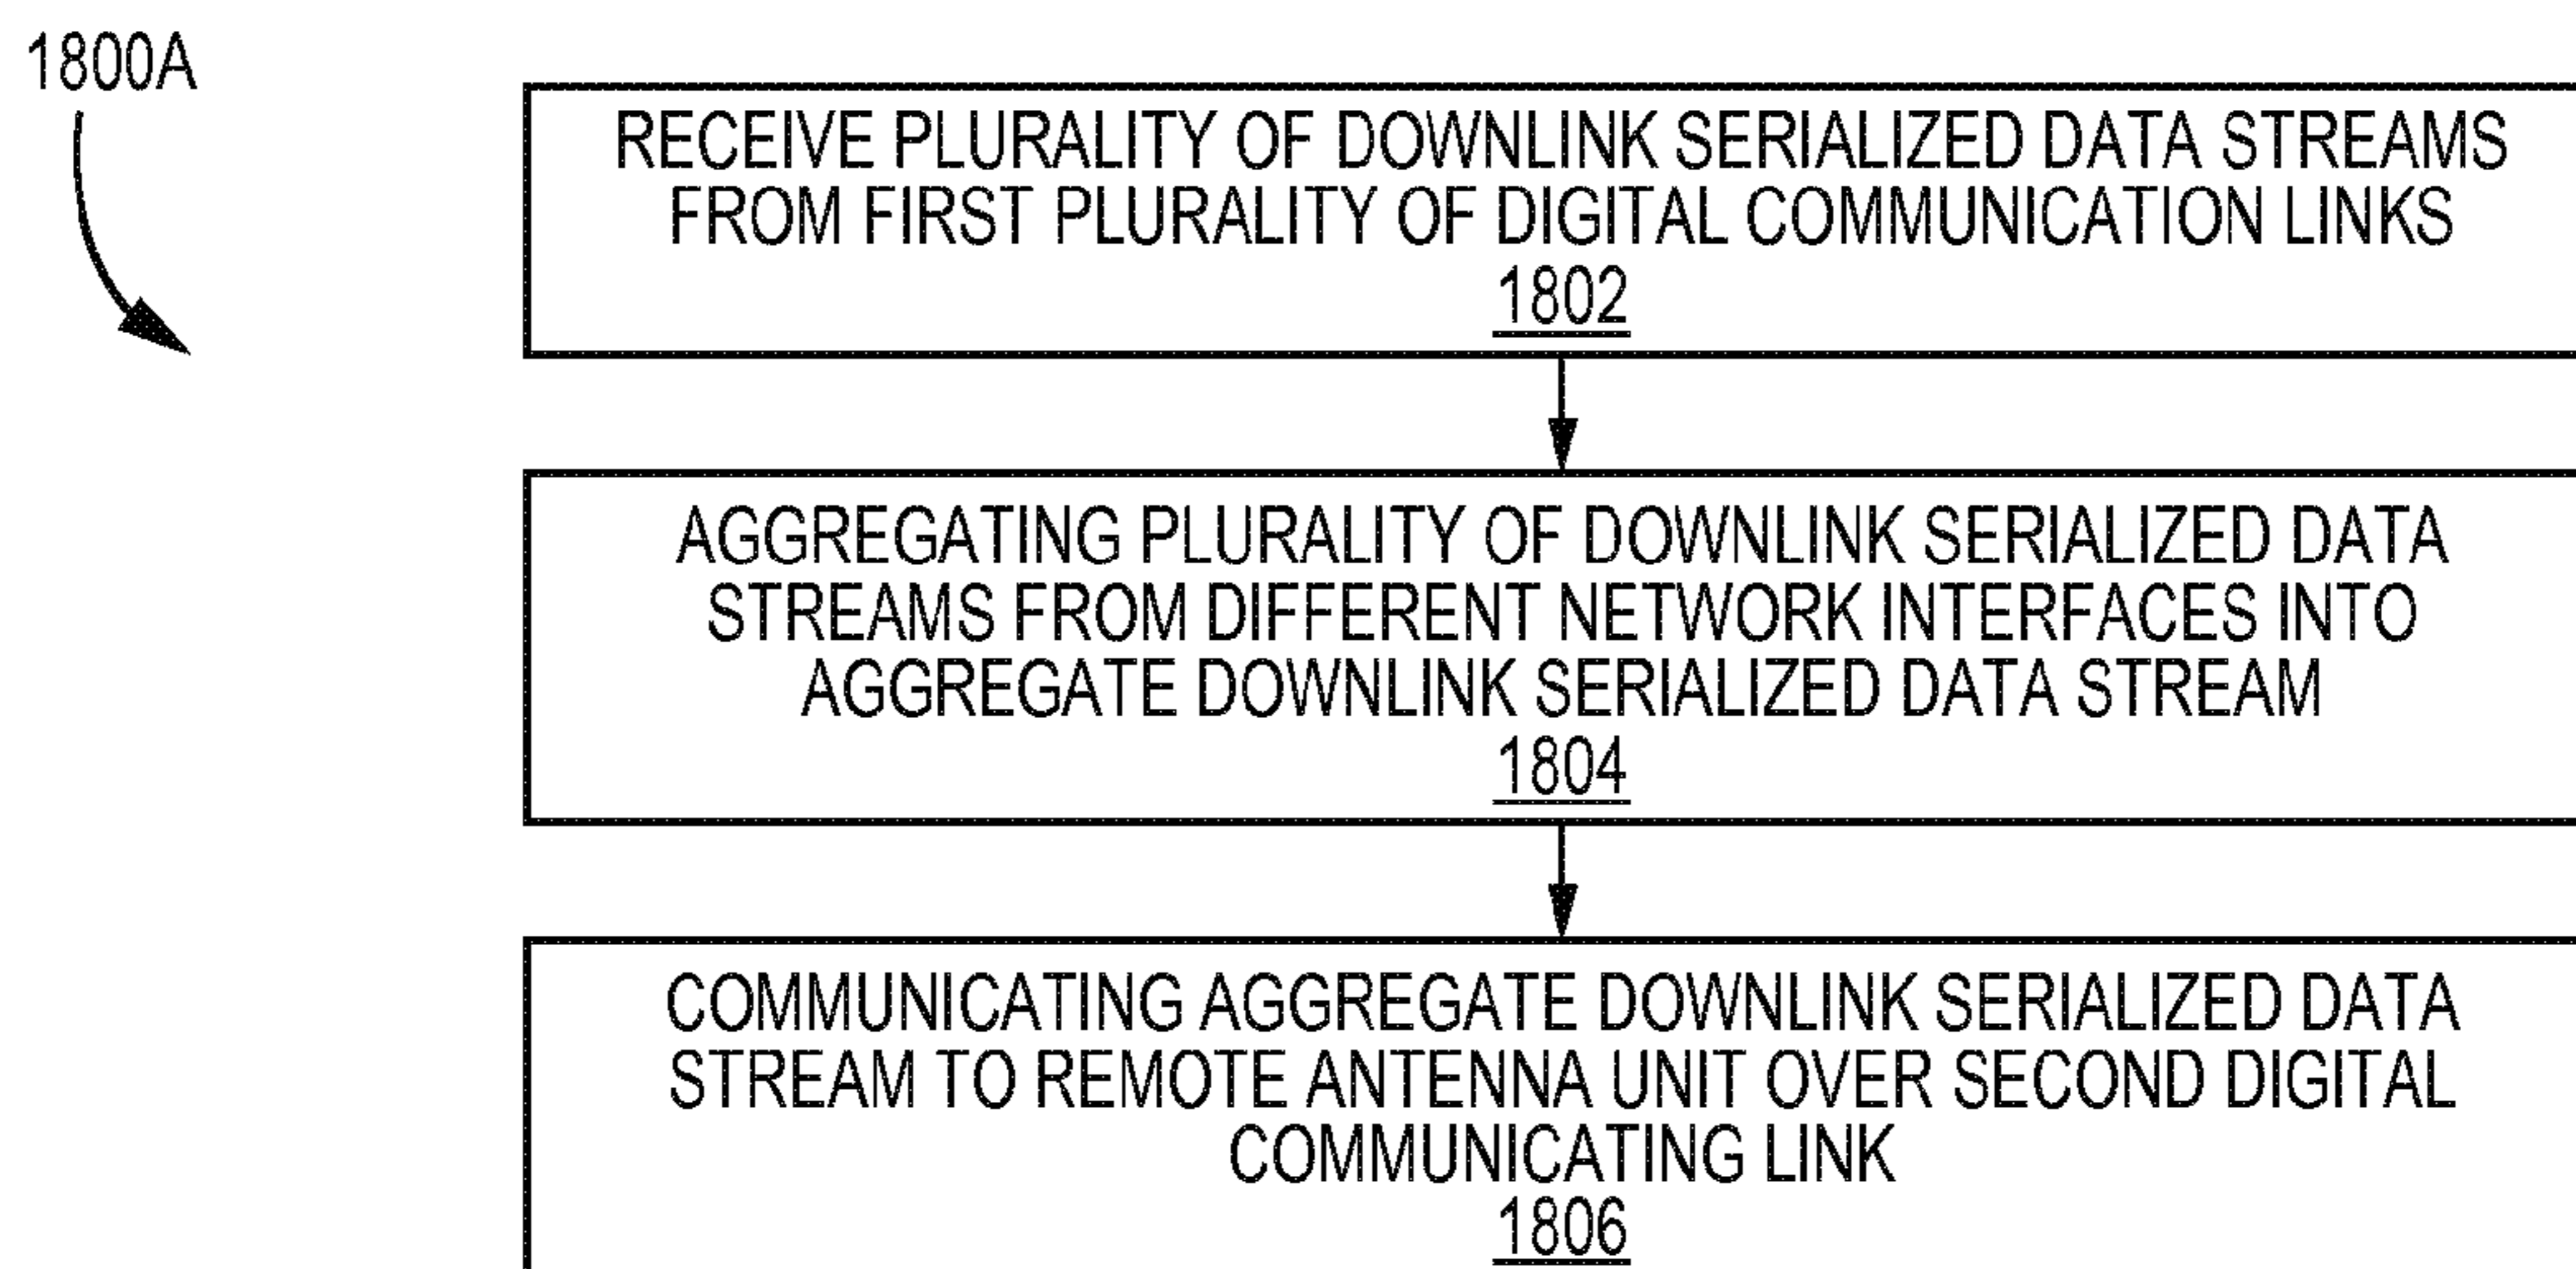 1800A
RECEIVE PLURALITY OF DOWNLINK SERIALIZED DATA STREAMS
FROM FIRST PLURALITY OF DIGITAL COMMUNICATION LINKS
1802
AGGREGATING PLURALITY OF DOWNLINK SERIALIZED DATA
STREAMS FROM DIFFERENT NETWORK INTERFACES INTO
AGGREGATE DOWNLINK SERIALIZED DATA STREAM
1804
COMMUNICATING AGGREGATE DOWNLINK SERIALIZED DATA
STREAM TO REMOTE ANTENNA UNIT OVER SECOND DIGITAL
COMMUNICATING LINK
1806